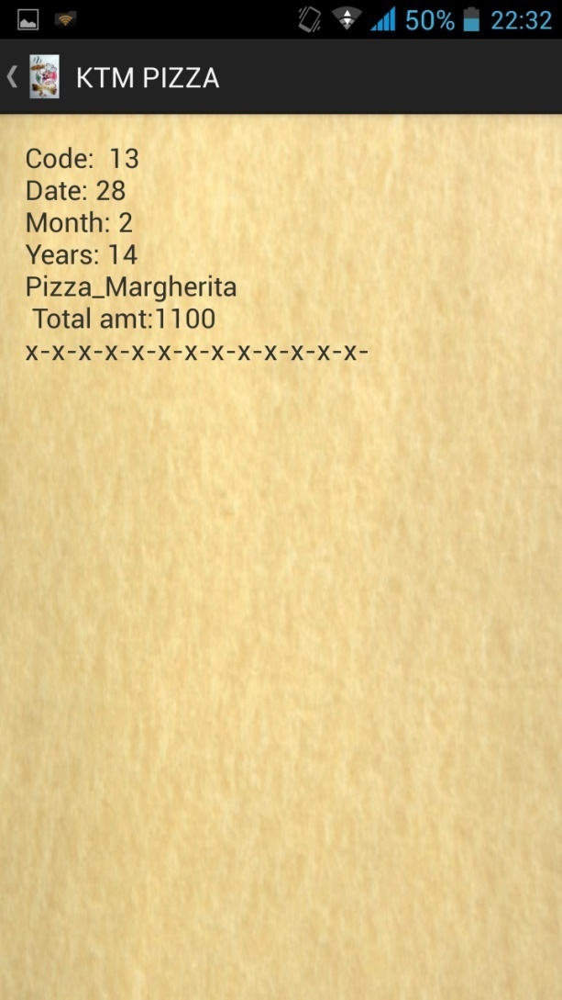 50% 22:32
KTM PIZZA
Code:  13
Date: 28
Month: 2
Years: 14
Pizza_Margherita
Total amt:1100
x-x-x-x-x-x-x-x-x-x-x-x-x-